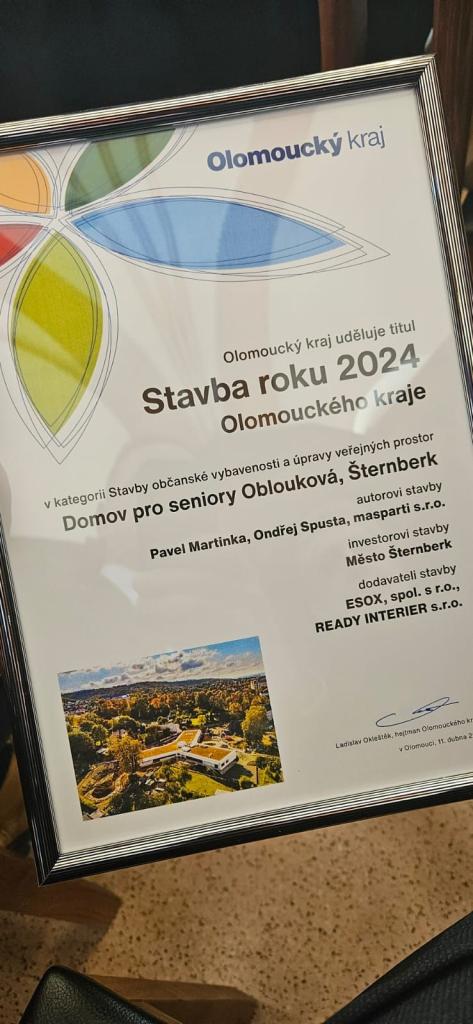 Olomoucký kraj
Olomoucký kraj uděluje titul
Stavba roku 2024
Olomouckého kraje
v kategorii Stavby občanské vybavenosti a úpravy veřejných prostor
Domov pro seniory Oblouková, Šternberk
autorovi stavby
Pavel Martinka, Ondřej Spusta, masparti s.r.o.
investorovi stavby
Město Šternberk
dodavateli stavby
ESOX, spol. s r.o.,
READY INTERIER s.r.o.
Ladislav Okleštěk, hejtman Olomouckého
v Olomouci, 11. dubna